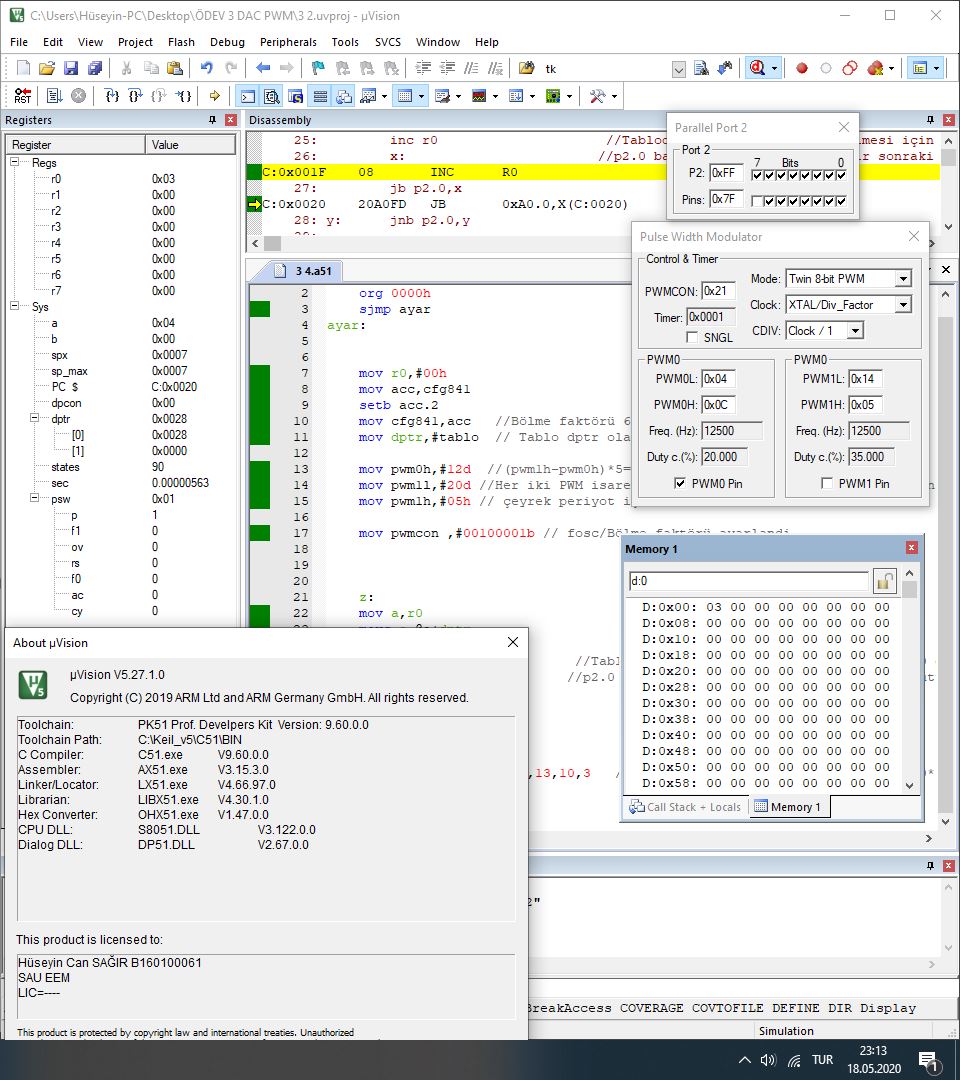 C:\Users\Hüseyin-PC\Desktop\ÖDEV 3 DAC PWM\3 2.uvproj - µVision
File Edit View Project Flash Debug Peripherals Tools SVCS Window Help
tk
RST
Registers
Register Value
Regs
r0 0x03
r1 0x00
r2 0x00
r3 0x00
r4 0x00
r5 0x00
r6 0x00
r7 0x00
Sys
a 0x04
b 0x00
spx 0x0007
sp_max 0x0007
PC $ C:0x0020
dpcon 0x00
dptr 0x0028
[0] 0x0028
[1] 0x0000
states 90
sec 0.00000563
psw 0x01
p 1
f1 0
ov 0
rs 0
f0 0
ac 0
cy 0
Disassembly
25: inc r0 //Tabloc
26: x: //p2.0 ba
C:0x001F 08 INC R0
27: jb p2.0,x
C:0x0020 20A0FD JB 0xA0.0,X(C:0020)
28: y: jnb p2.0,y
mesi için
r sonraki
Parallel Port 2
Port 2
7 Bits 0
P2: 0xFF
Pins: 0x7F
3 4.a51
2 org 0000h
3 sjmp ayar
4 ayar:
5
6
7 mov r0,#00h
8 mov acc,cfg841
9 setb acc.2
10 mov cfg841,acc //Bölme faktörü 6
11 mov dptr,#tablo // Tablo dptr ola
12
13 mov pwm0h,#12d //(pwm1h-pwm0h)*5=
14 mov pwm1l,#20d //Her iki PWM isare
15 mov pwm1h,#05h // çeyrek periyot i
16
17 mov pwmcon ,#00100001b // fosc/Bölme faktörü ayarlandi
18
19
20
21 z:
22 mov a,r0
//Tabl
//p2.0
,13,10,3
Pulse Width Modulator
Control & Timer
PWMCON: 0x21
Mode: Twin 8-bit PWM
Timer: 0x0001
Clock: XTAL/Div_Factor
SNGL
CDIV: Clock / 1
PWM0
PWM0L: 0x04
PWM0H: 0x0C
Freq. (Hz): 12500
Duty c.(%): 20.000
PWM0 Pin
PWM0
PWM1L: 0x14
PWM1H: 0x05
Freq. (Hz): 12500
Duty c.(%): 35.000
PWM1 Pin
Memory 1
d:0
D:0x00: 03 00 00 00 00 00 00 00
D:0x08: 00 00 00 00 00 00 00 00
D:0x10: 00 00 00 00 00 00 00 00
D:0x18: 00 00 00 00 00 00 00 00
D:0x20: 00 00 00 00 00 00 00 00
D:0x28: 00 00 00 00 00 00 00 00
D:0x30: 00 00 00 00 00 00 00 00
D:0x38: 00 00 00 00 00 00 00 00
D:0x40: 00 00 00 00 00 00 00 00
D:0x48: 00 00 00 00 00 00 00 00
D:0x50: 00 00 00 00 00 00 00 00
D:0x58: 00 00 00 00 00 00 00 00
Call Stack + Locals Memory 1
About µVision
µVision V5.27.1.0
Copyright (C) 2019 ARM Ltd and ARM Germany GmbH. All rights reserved.
Toolchain: PK51 Prof. Develpers Kit Version: 9.60.0.0
Toolchain Path: C:\Keil_v5\C51\BIN
C Compiler: C51.exe V9.60.0.0
Assembler: AX51.exe V3.15.3.0
Linker/Locator: LX51.exe V4.66.97.0
Librarian: LIBX51.exe V4.30.1.0
Hex Converter: OHX51.exe V1.47.0.0
CPU DLL: S8051.DLL V3.122.0.0
Dialog DLL: DP51.DLL V2.67.0.0
This product is licensed to:
Hüseyin Can SAĞIR B160100061
SAU EEM
LIC=----
This product is protected by copyright law and international treaties. Unauthorized
BreakAccess COVERAGE COVTOFILE DEFINE DIR Display
Simulation
TUR
23:13
18.05.2020
1